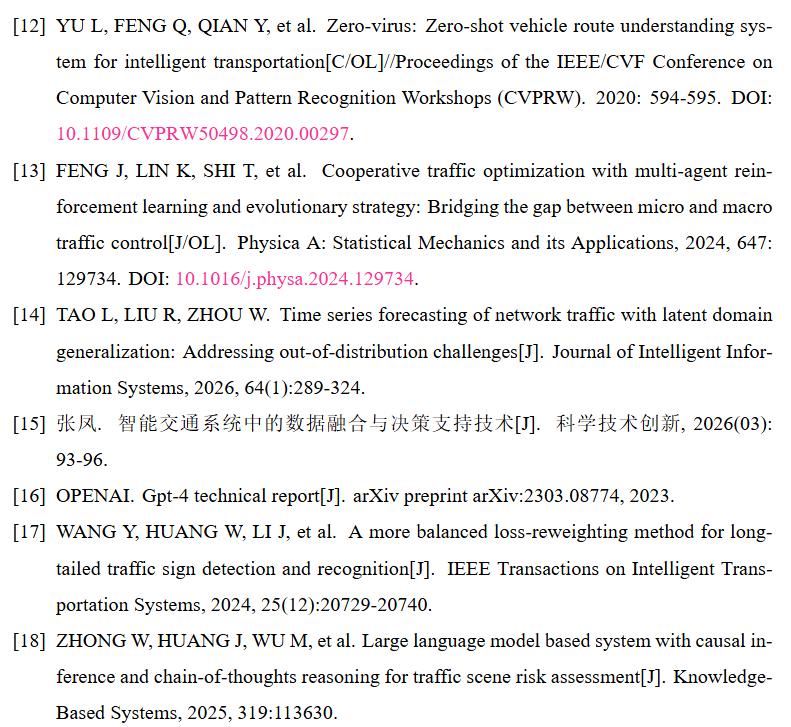 [12] YU L, FENG Q, QIAN Y, et al. Zero-virus: Zero-shot vehicle route understanding sys-
tem for intelligent transportation[C/OL]//Proceedings of the IEEE/CVF Conference on
Computer Vision and Pattern Recognition Workshops (CVPRW). 2020: 594-595. DOI:
10.1109/CVPRW50498.2020.00297.
[13] FENG J, LIN K, SHI T, et al. Cooperative traffic optimization with multi-agent rein-
forcement learning and evolutionary strategy: Bridging the gap between micro and macro
traffic control[J/OL]. Physica A: Statistical Mechanics and its Applications, 2024, 647:
129734. DOI: 10.1016/j.physa.2024.129734.
[14] TAO L, LIU R, ZHOU W. Time series forecasting of network traffic with latent domain
generalization: Addressing out-of-distribution challenges[J]. Journal of Intelligent Infor-
mation Systems, 2026, 64(1):289-324.
[15] 张凤. 智能交通系统中的数据融合与决策支持技术[J]. 科学技术创新, 2026(03):
93-96.
[16] OPENAI. Gpt-4 technical report[J]. arXiv preprint arXiv:2303.08774, 2023.
[17] WANG Y, HUANG W, LI J, et al. A more balanced loss-reweighting method for long-
tailed traffic sign detection and recognition[J]. IEEE Transactions on Intelligent Trans-
portation Systems, 2024, 25(12):20729-20740.
[18] ZHONG W, HUANG J, WU M, et al. Large language model based system with causal in-
ference and chain-of-thoughts reasoning for traffic scene risk assessment[J]. Knowledge-
Based Systems, 2025, 319:113630.